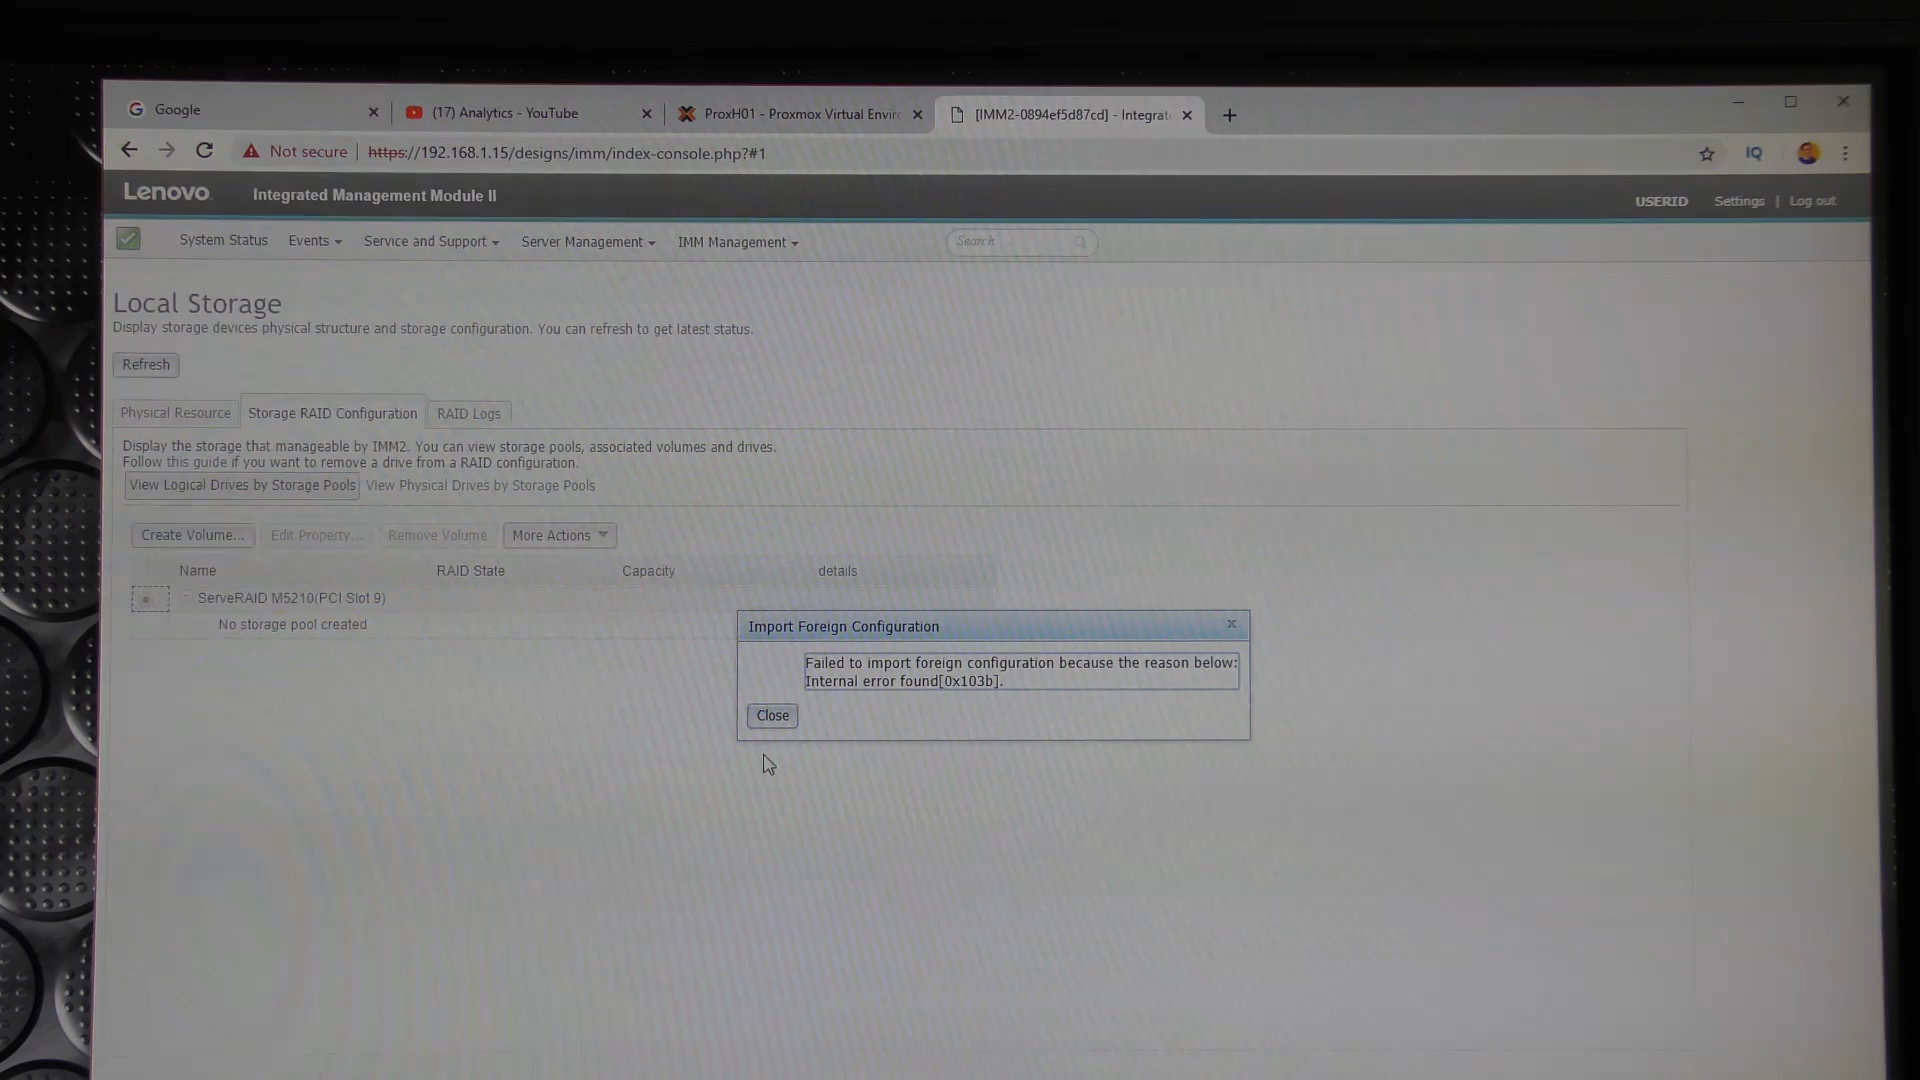 Google
(17) Analytics - YouTube
ProxH01 - Proxmox Virtual Envir
[IMM2-0894ef5d87cd] - Integrat
Not secure | https://192.168.1.15/designs/imm/index-console.php?#1
IQ
Lenovo
Integrated Management Module II
USERID
Settings | Log out
System Status
Events
Service and Support
Server Management
IMM Management
Search...
Local Storage
Display storage devices physical structure and storage configuration. You can refresh to get latest status.
Refresh
Physical Resource
Storage RAID Configuration
RAID Logs
Display the storage that manageable by IMM2. You can view storage pools, associated volumes and drives.
Follow this guide if you want to remove a drive from a RAID configuration.
View Logical Drives by Storage Pools
View Physical Drives by Storage Pools
Create Volume...
Edit Property...
Remove Volume
More Actions
Name
RAID State
Capacity
details
ServeRAID M5210(PCI Slot 9)
No storage pool created
Import Foreign Configuration
Failed to import foreign configuration because the reason below:
Internal error found[0x103b].
Close